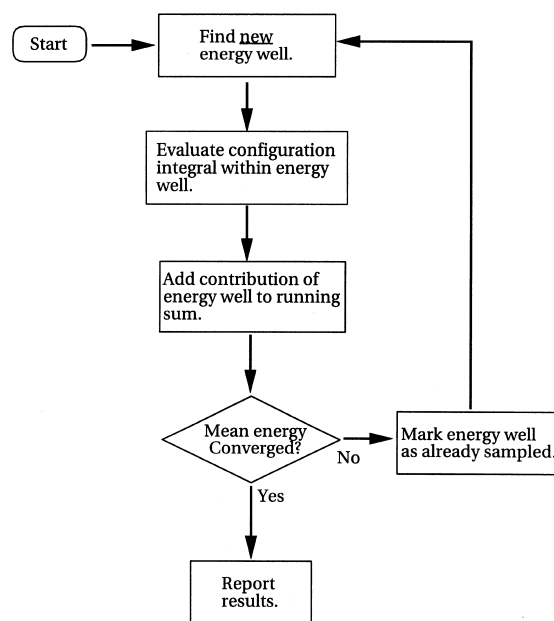 Start
Find new
energy well.
Evaluate configuration
integral within energy
well.
Add contribution of
energy well to running
sum.
Mean energy
Converged?
No
Mark energy well
as already sampled.
Yes
Report
results.